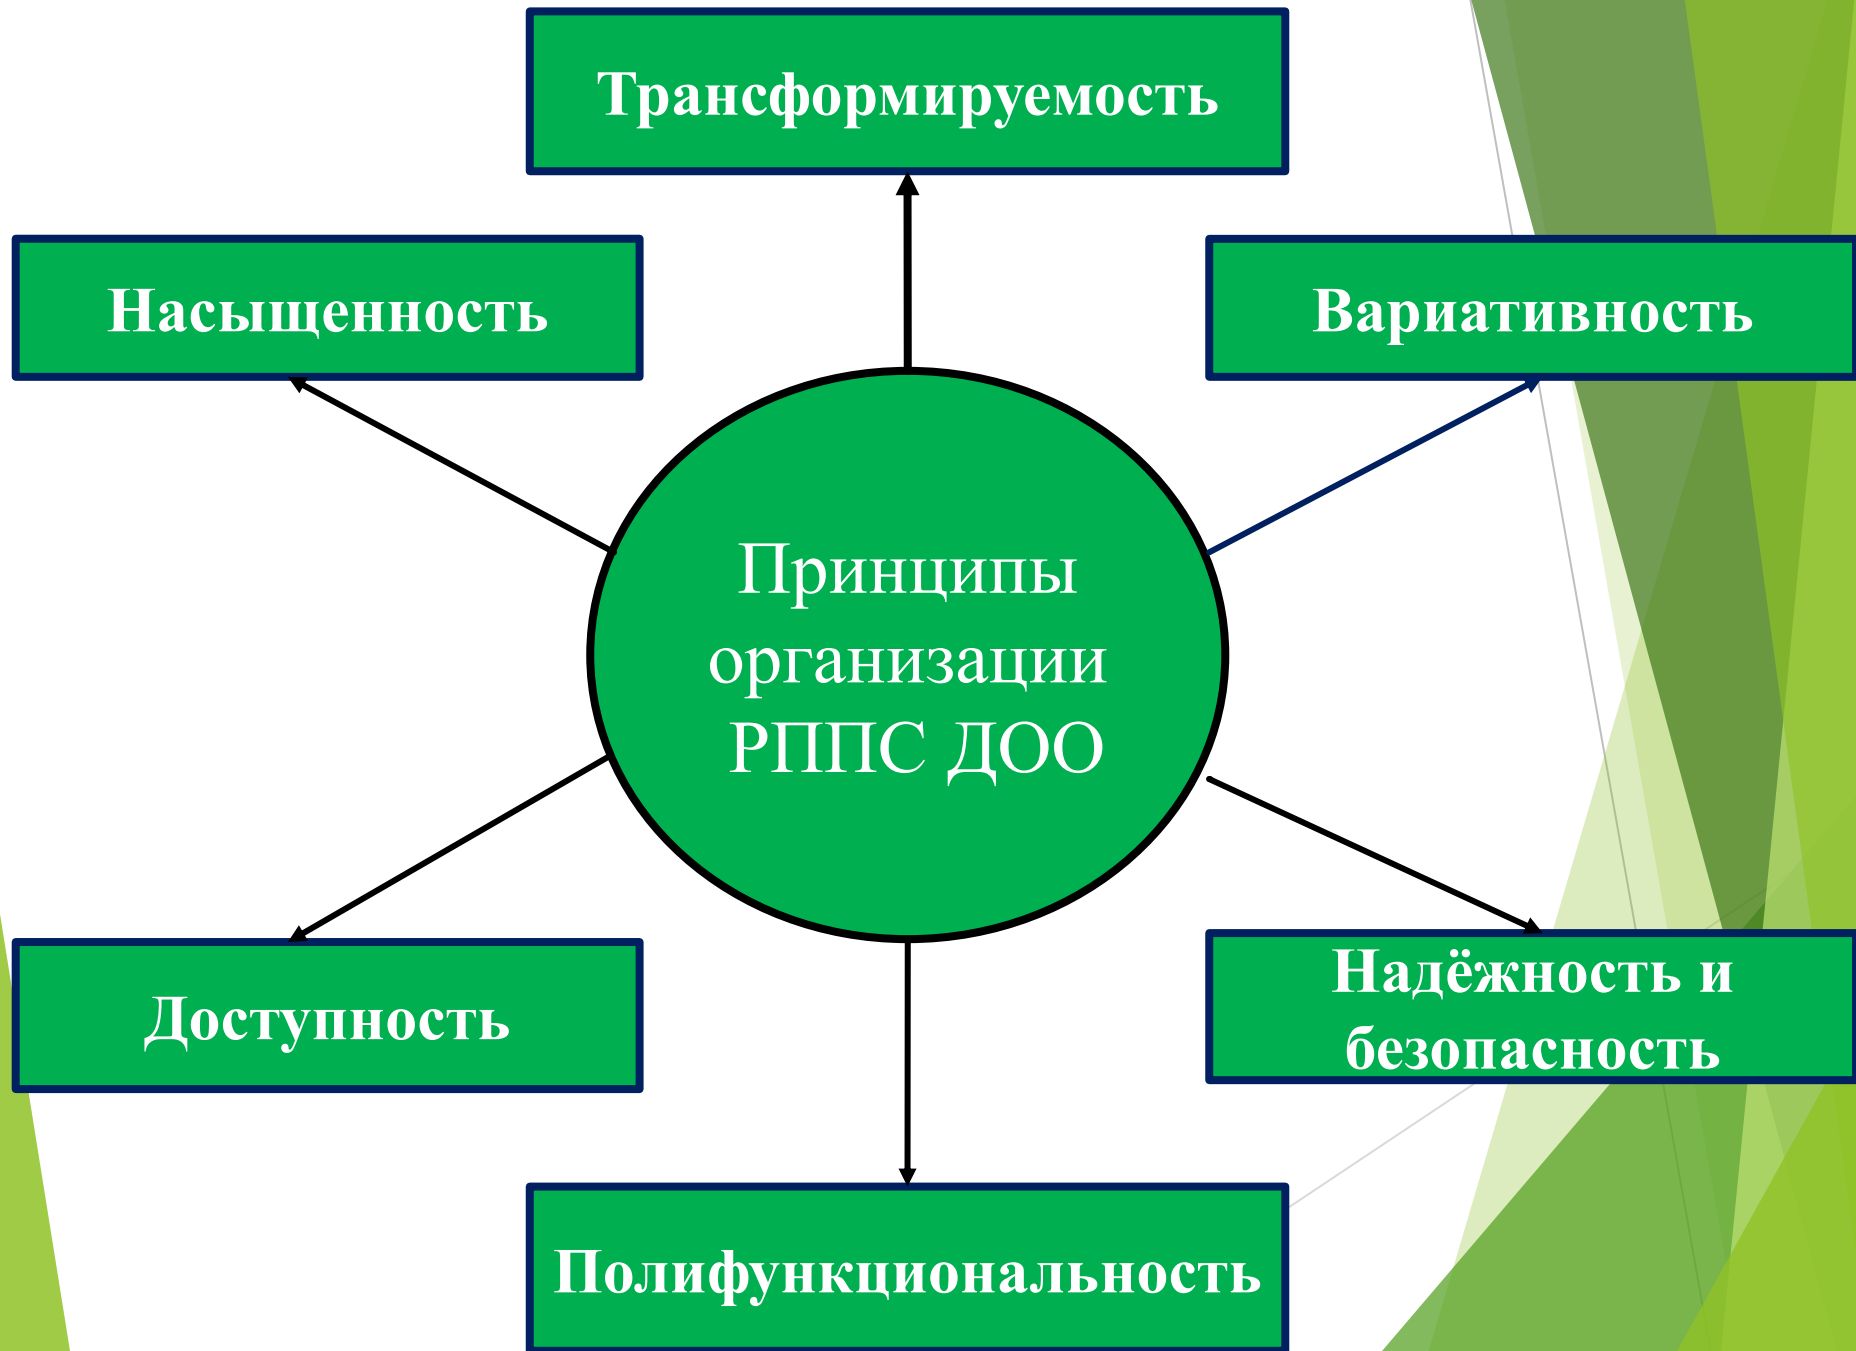 Трансформируемость
Насыщенность
Вариативность
Принципы
организации
РППС ДОО
Доступность
Надёжность и
безопасность
Полифункциональность